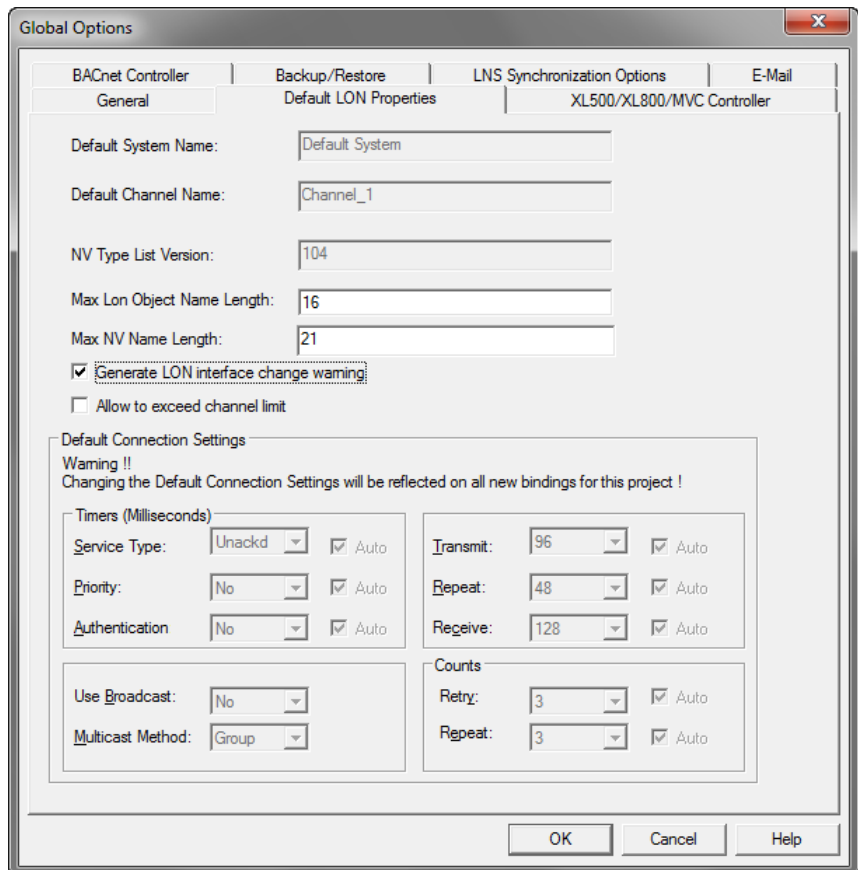 Global Options
BACnet Controller Backup/Restore LNS Synchronization Options E-Mail
General Default LON Properties XL500/XL800/MVC Controller
Default System Name: Default System
Default Channel Name: Channel_1
NV Type List Version: 104
Max Lon Object Name Length: 16
Max NV Name Length: 21
Generate LON interface change warning
Allow to exceed channel limit
Default Connection Settings
Warning !!
Changing the Default Connection Settings will be reflected on all new bindings for this project !
Timers (Milliseconds)
Service Type: Unackd Auto Transmit: 96 Auto
Priority: No Auto Repeat: 48 Auto
Authentication No Auto Receive: 128 Auto
Counts
Use Broadcast: No Retry: 3 Auto
Multicast Method: Group Repeat: 3 Auto
OK Cancel Help